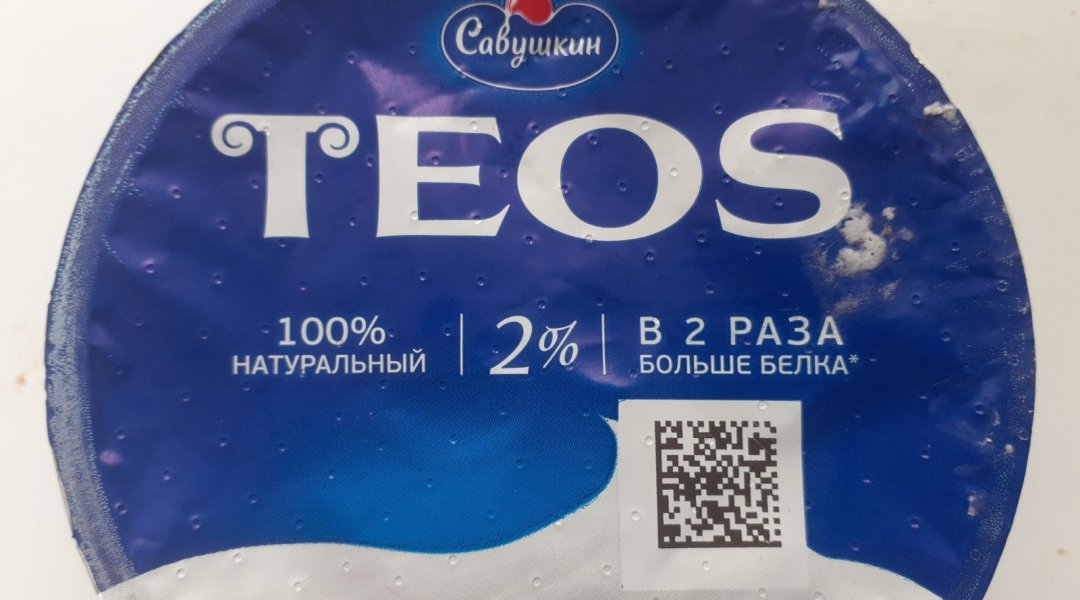 Савушкин
TEOS
100%
НАТУРАЛЬНЫЙ
2%
В 2 РАЗА
БОЛЬШЕ БЕЛКА*